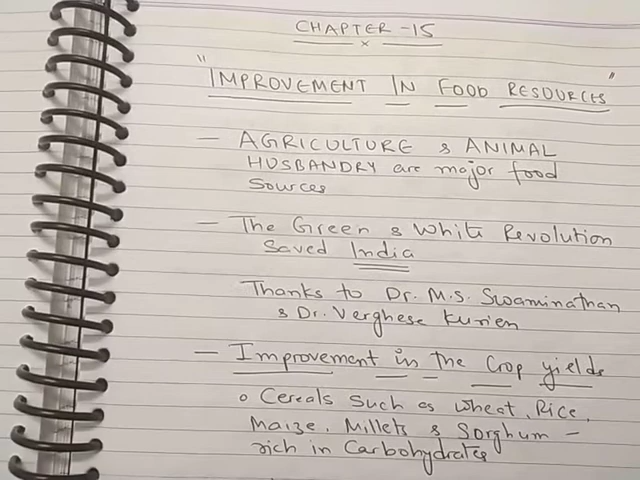 CHAPTER - 15
x
"IMPROVEMENT IN FOOD RESOURCES"
- AGRICULTURE & ANIMAL
HUSBANDRY are major food
Sources
- The Green & White Revolution
Saved India
Thanks to Dr. M.S. Swaminathan
& Dr. Verghese Kurien
- Improvement in the Crop yields
o Cereals such as wheat, Rice,
Maize, Millets & Sorghum -
rich in Carbohydrates